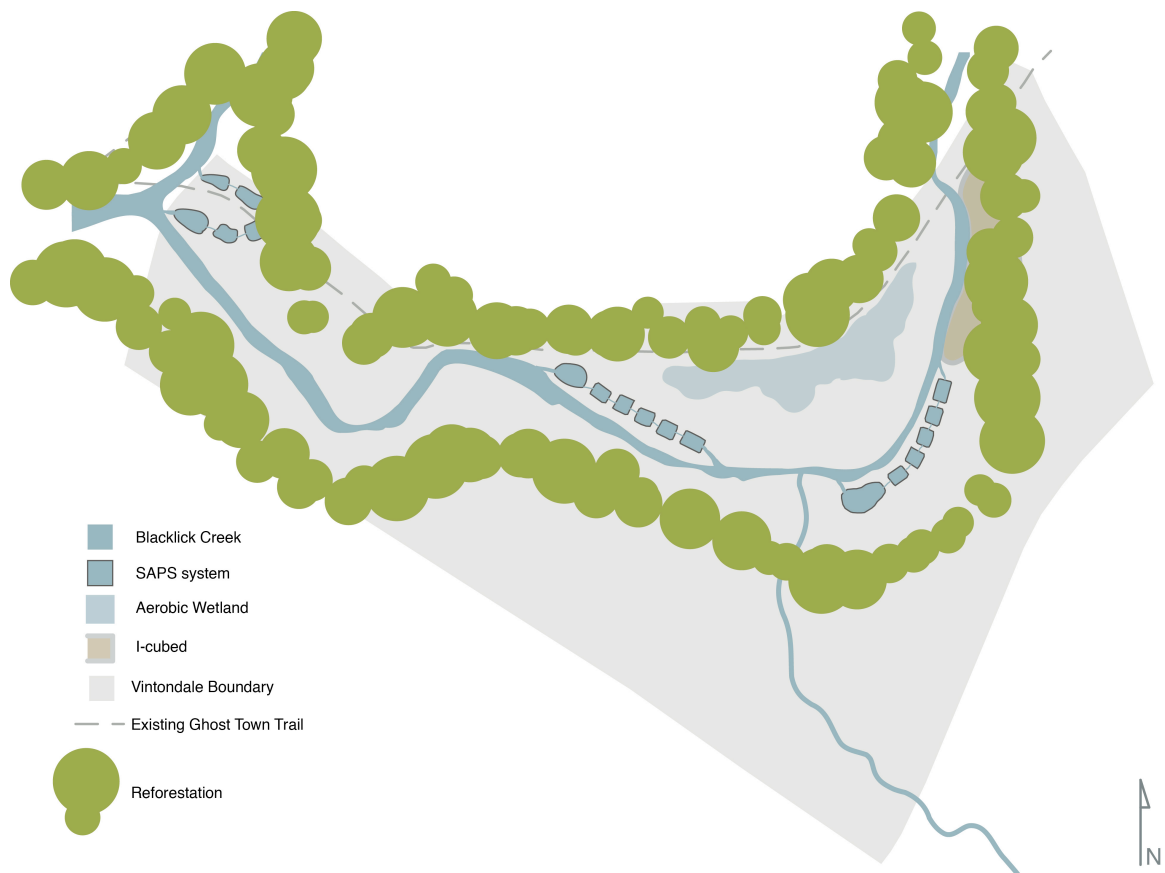 Blacklick Creek
SAPS system
Aerobic Wetland
I-cubed
Vintondale Boundary
Existing Ghost Town Trail
Reforestation
N